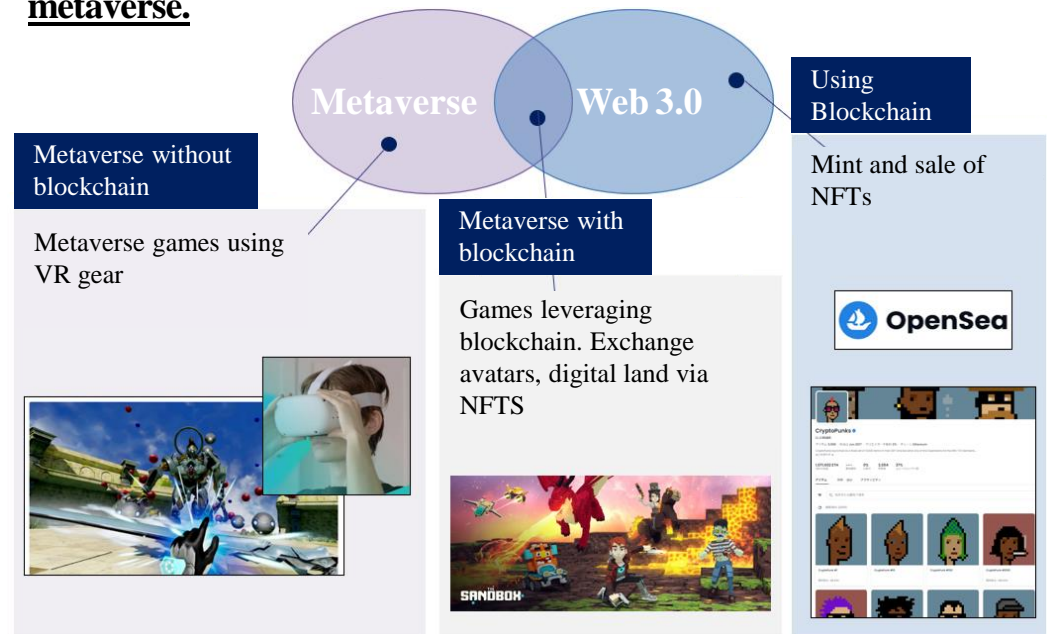 metaverse.
Metaverse
Web 3.0
Using
Blockchain
Mint and sale of
NFTs
Metaverse without
blockchain
Metaverse games using
VR gear
Metaverse with
blockchain
Games leveraging
blockchain. Exchange
avatars, digital land via
NFTS
OpenSea
CryptoPunks
SANDBOX